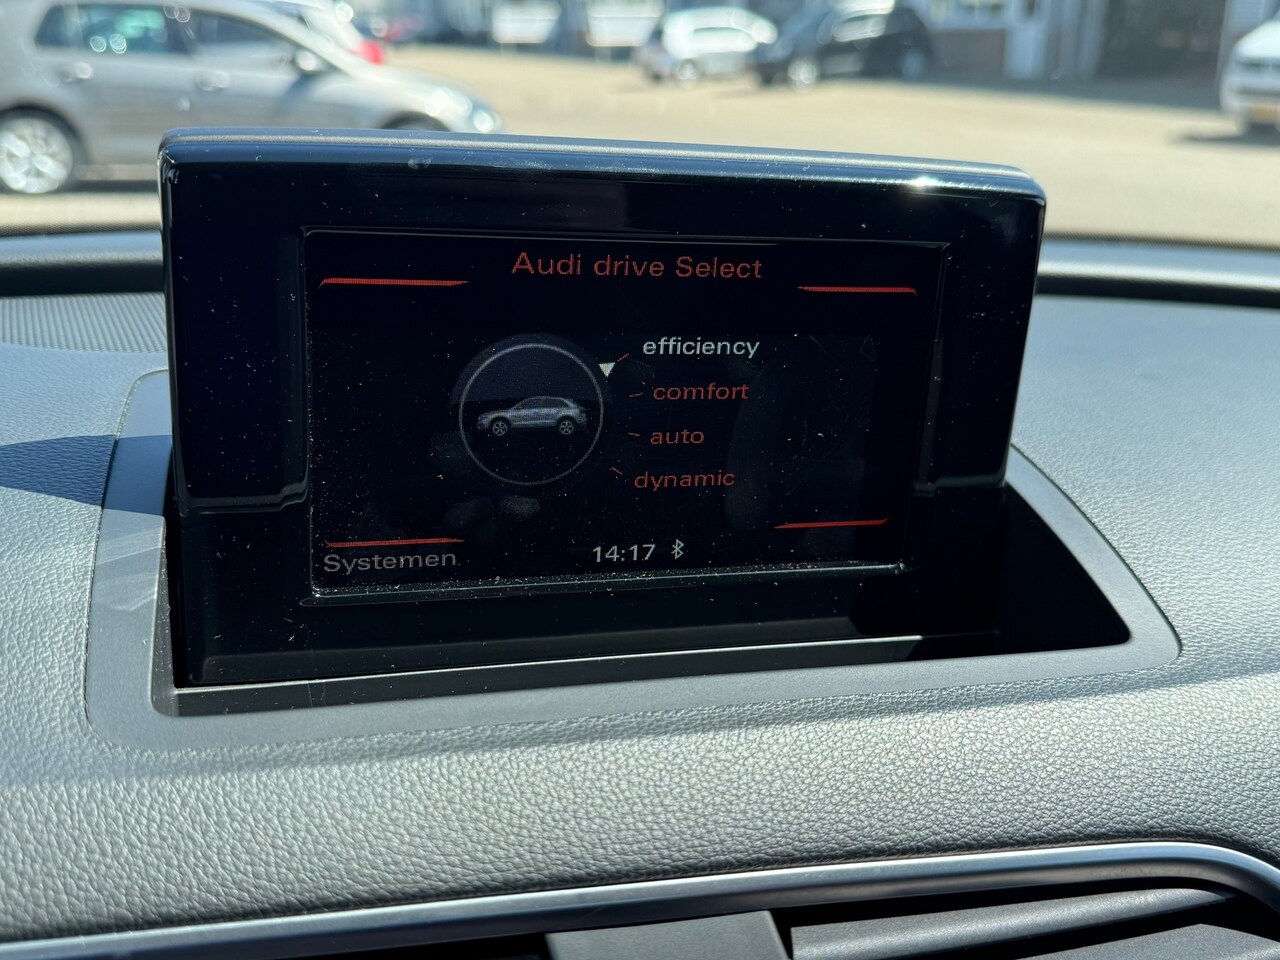 Audi drive Select
efficiency
comfort
auto
dynamic
Systemen
14:17